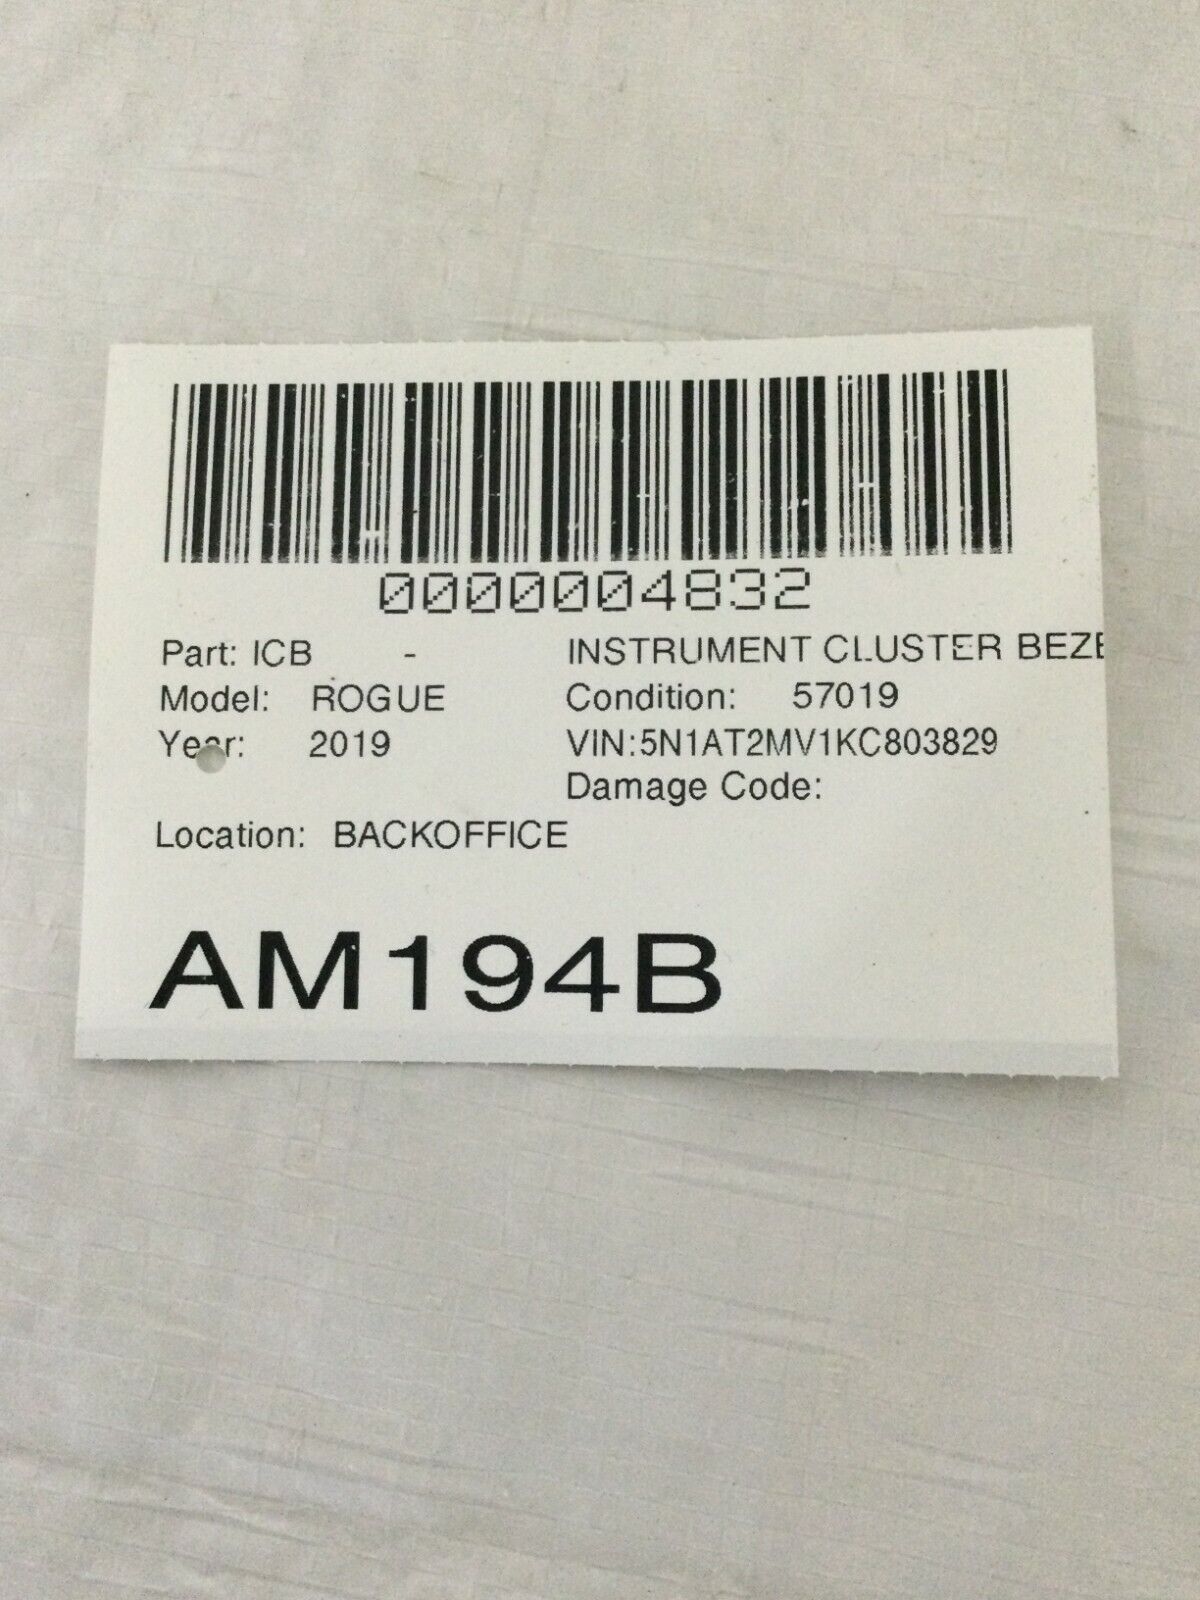 0000004832
Part: ICB - INSTRUMENT CLUSTER BEZE
Model: ROGUE Condition: 57019
Year: 2019 VIN:5N1AT2MV1KC803829
Damage Code:
Location: BACKOFFICE
AM194B